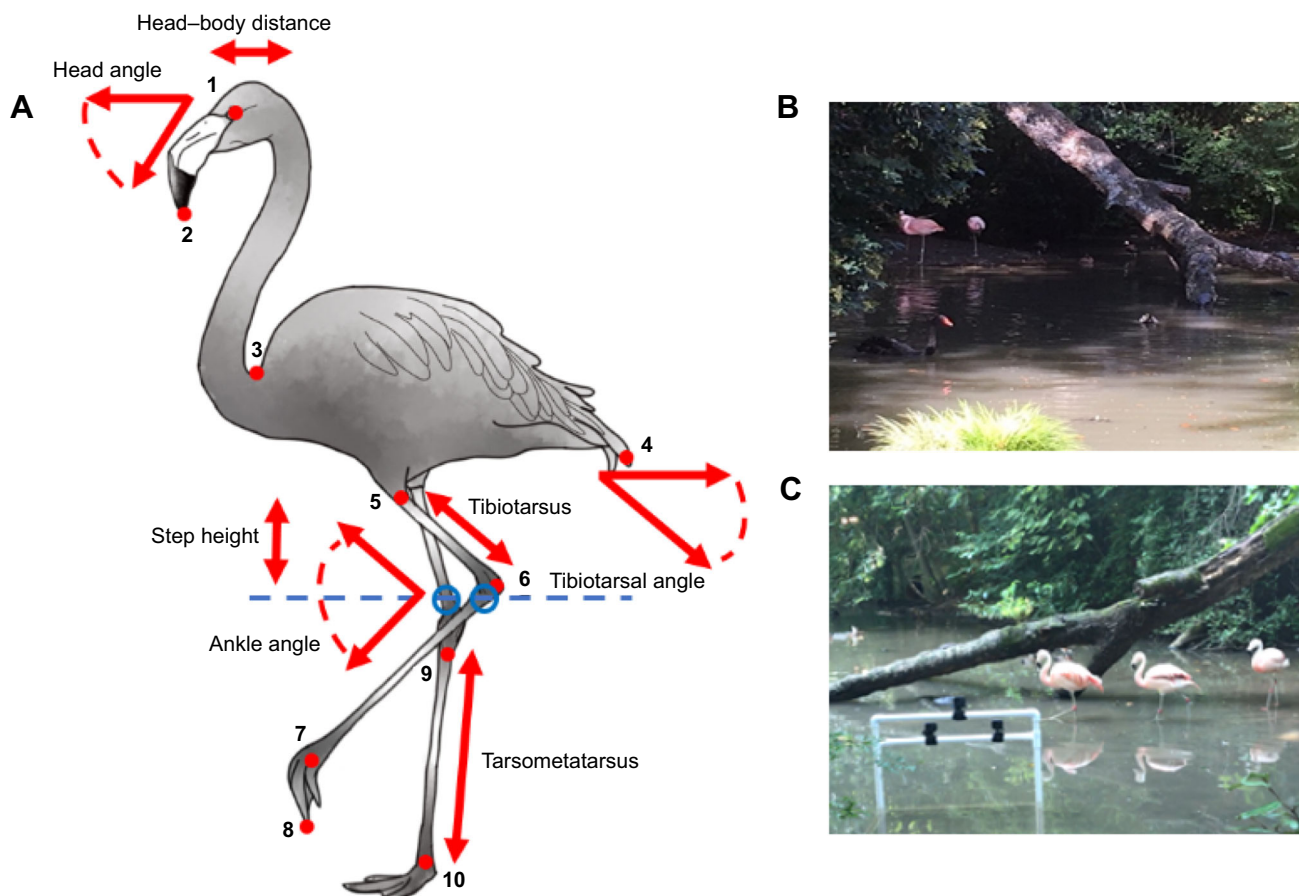 Head–body distance
Head angle
A
B
1
2
3
4
5
Tibiotarsus
Step height
6
Tibiotarsal angle
Ankle angle
9
7
Tarsometatarsus
8
10
C